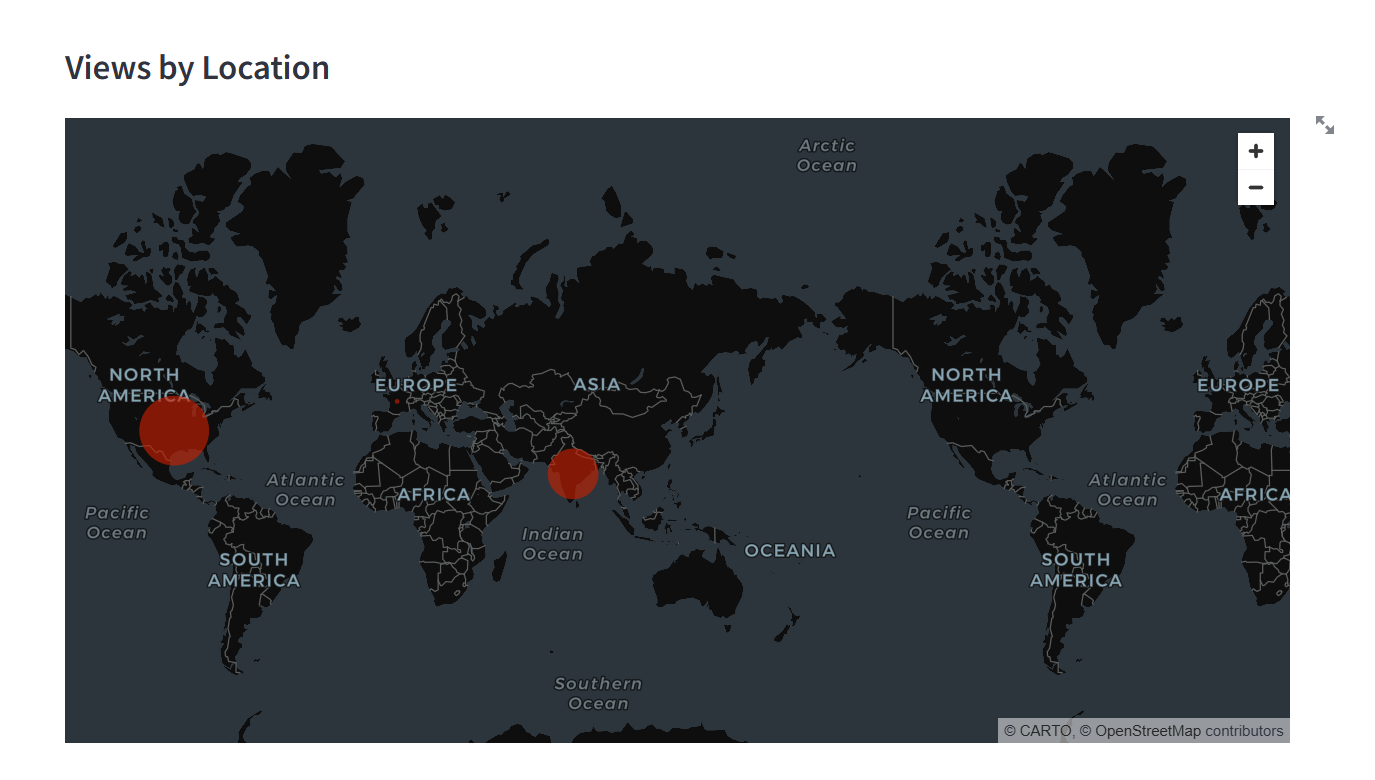 Views by Location
Arctic
Ocean
+
−
NORTH
AMERICA
EUROPE
ASIA
NORTH
AMERICA
EUROPE
Atlantic
Ocean
AFRICA
Atlantic
Ocean
AFRICA
Pacific
Ocean
Indian
Ocean
OCEANIA
Pacific
Ocean
SOUTH
AMERICA
SOUTH
AMERICA
Southern
Ocean
© CARTO, © OpenStreetMap contributors